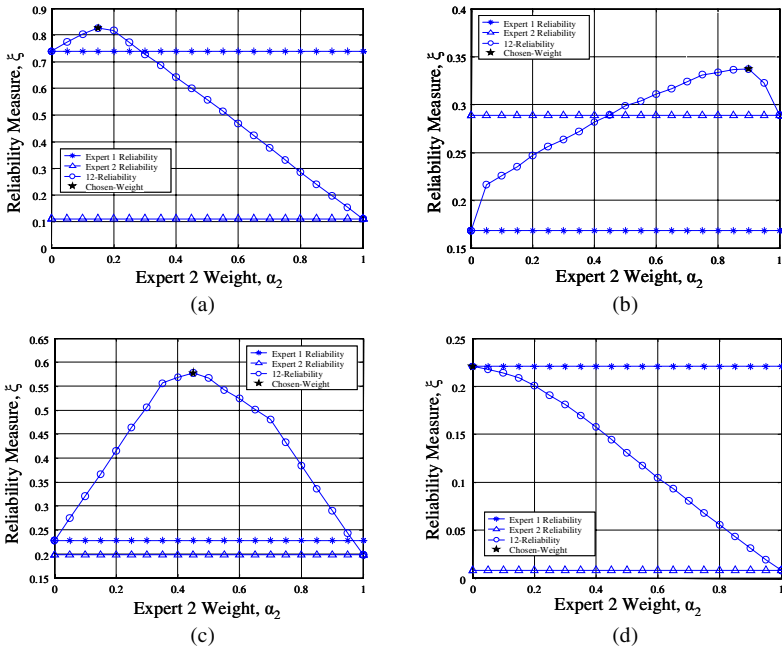 0.9
0.8
0.7
0.6
0.5
0.4
0.3
0.2
0.1
0
Reliability Measure, ξ
Expert 1 Reliability
Expert 2 Reliability
12-Reliability
Chosen-Weight
0 0.2 0.4 0.6 0.8 1
Expert 2 Weight, α2
(a)
0.4
0.35
0.3
0.25
0.2
0.15
Reliability Measure, ξ
Expert 1 Reliability
Expert 2 Reliability
12-Reliability
Chosen-Weight
0 0.2 0.4 0.6 0.8 1
Expert 2 Weight, α2
(b)
0.65
0.6
0.55
0.5
0.45
0.4
0.35
0.3
0.25
0.2
0.15
Reliability Measure, ξ
Expert 1 Reliability
Expert 2 Reliability
12-Reliability
Chosen-Weight
0 0.2 0.4 0.6 0.8 1
Expert 2 Weight, α2
(c)
0.25
0.2
0.15
0.1
0.05
0
Reliability Measure, ξ
Expert 1 Reliability
Expert 2 Reliability
12-Reliability
Chosen-Weight
0 0.2 0.4 0.6 0.8 1
Expert 2 Weight, α2
(d)